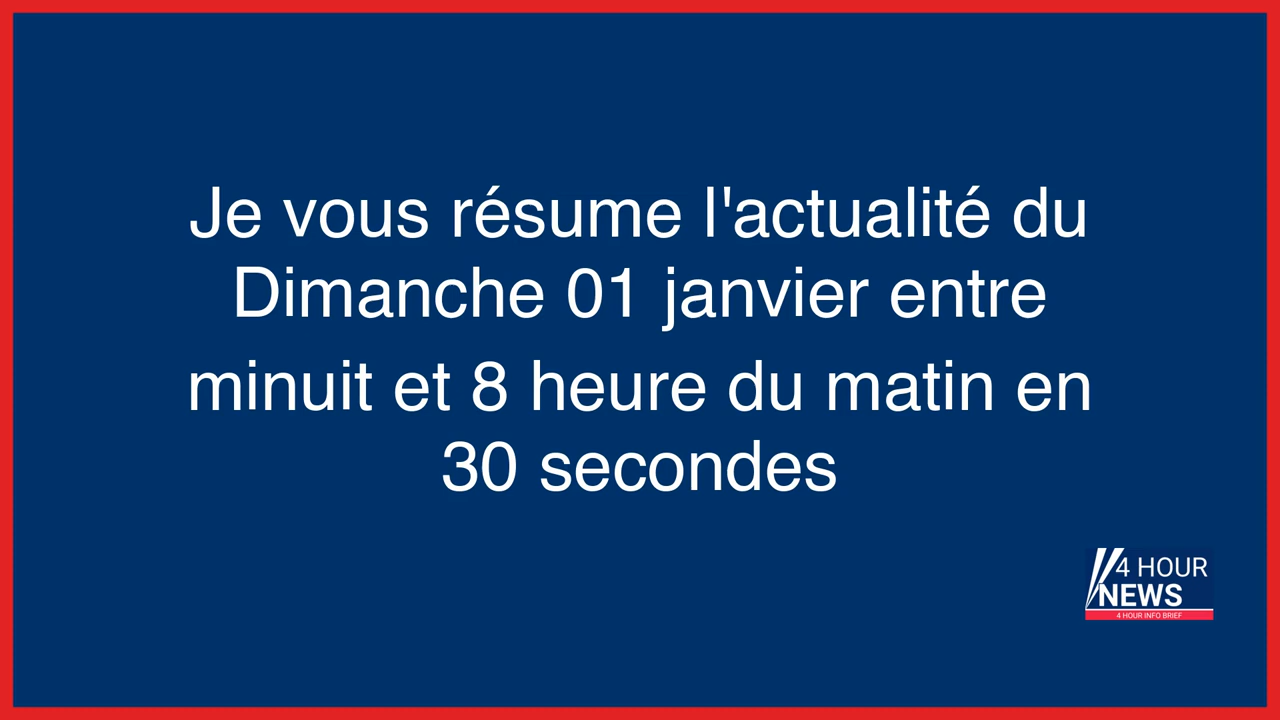 Je vous résume l'actualité du
Dimanche 01 janvier entre
minuit et 8 heure du matin en
30 secondes
4 HOUR
NEWS
4 HOUR INFO BRIEF